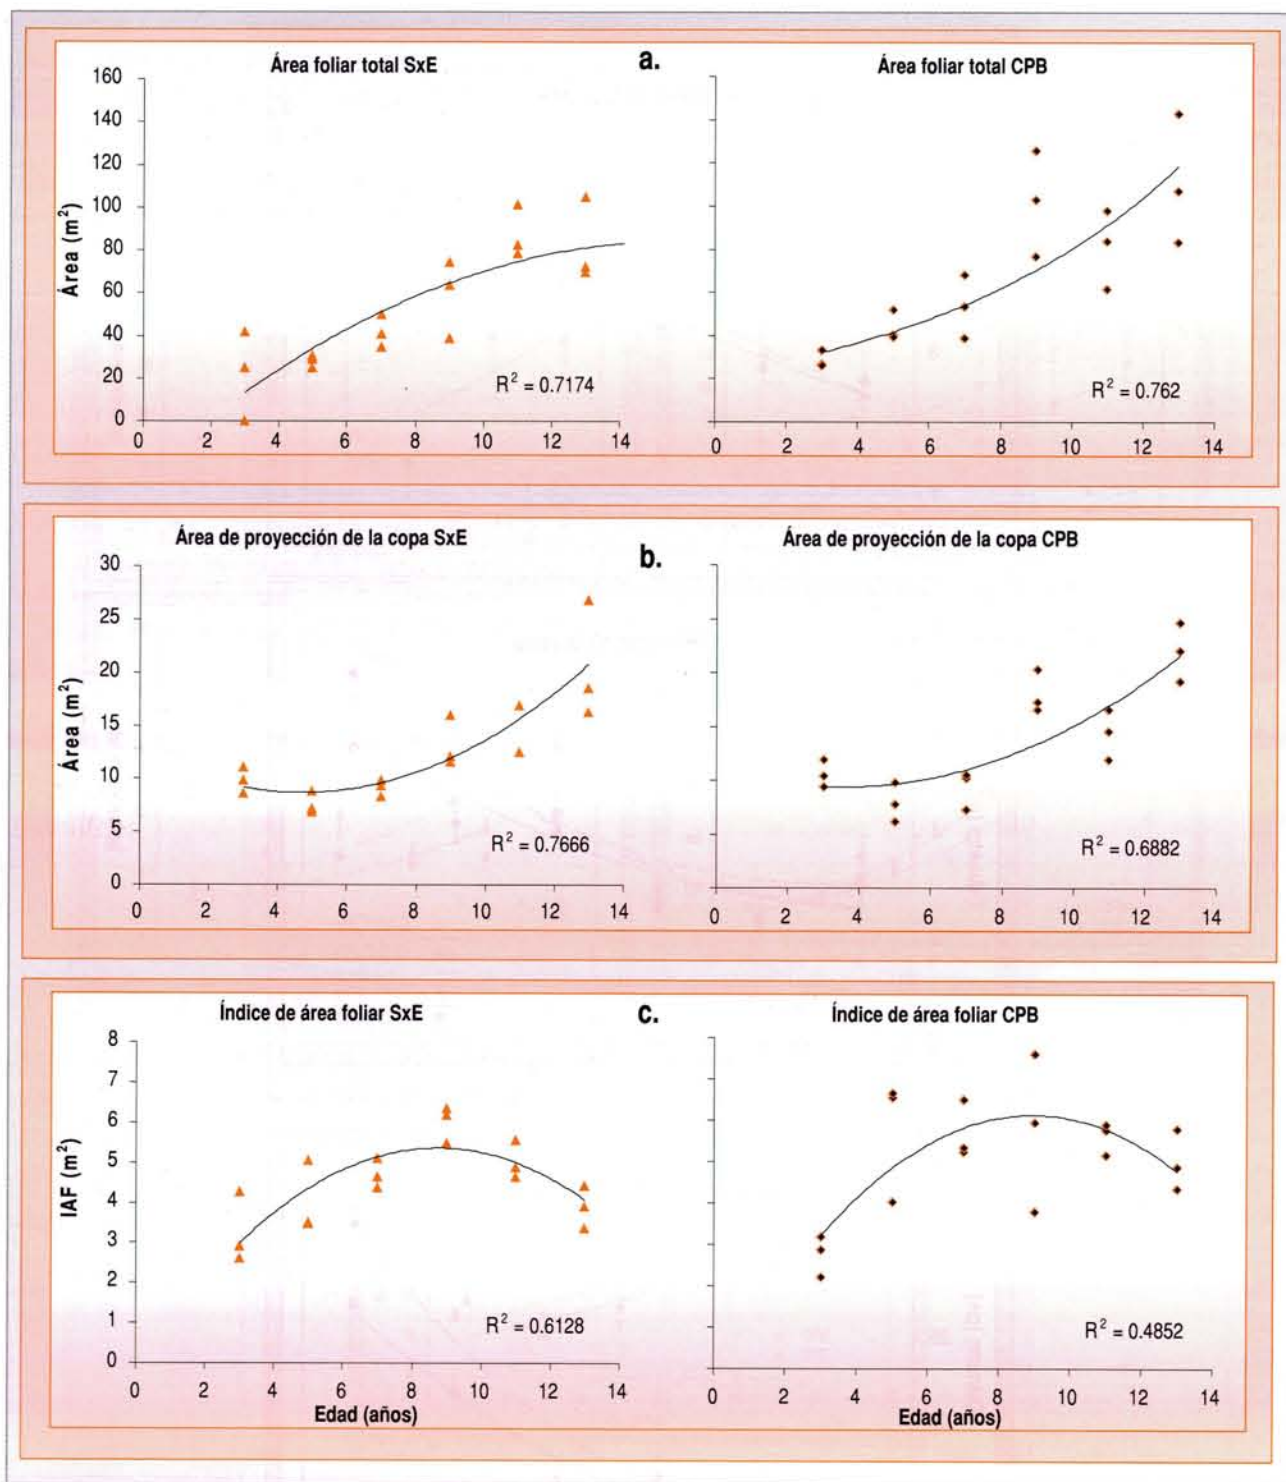 a.
Área foliar total SxE
Área (m²)
160
140
120
100
80
60
40
20
0
0 2 4 6 8 10 12 14
R² = 0.7174
Área foliar total CPB
R² = 0.762
0 2 4 6 8 10 12 14
b.
Área de proyección de la copa SxE
Área (m²)
30
25
20
15
10
5
0
0 2 4 6 8 10 12 14
R² = 0.7666
Área de proyección de la copa CPB
R² = 0.6882
0 2 4 6 8 10 12 14
c.
Índice de área foliar SxE
IAF (m²)
8
7
6
5
4
3
2
1
0
R² = 0.6128
0 2 4 6 8 10 12 14
Edad (años)
Índice de área foliar CPB
R² = 0.4852
0 2 4 6 8 10 12 14
Edad (años)